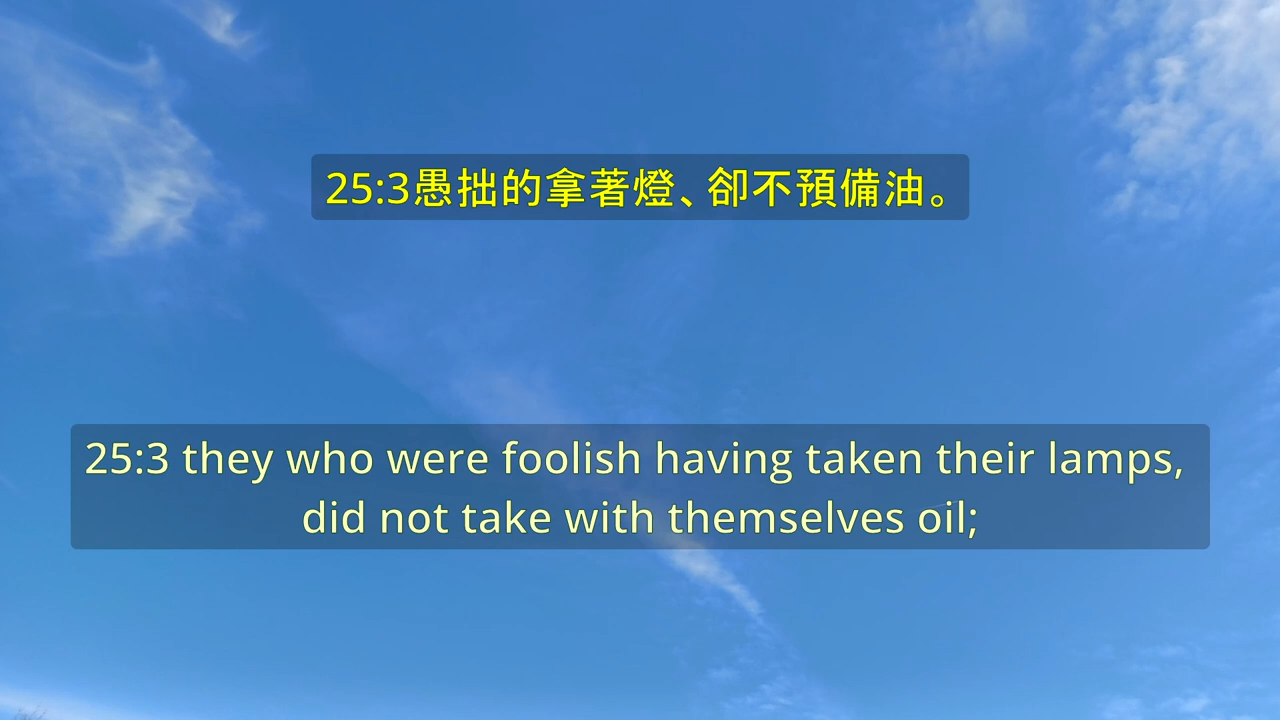 25:3愚拙的拿著燈、卻不預備油。
25:3 they who were foolish having taken their lamps,
did not take with themselves oil;